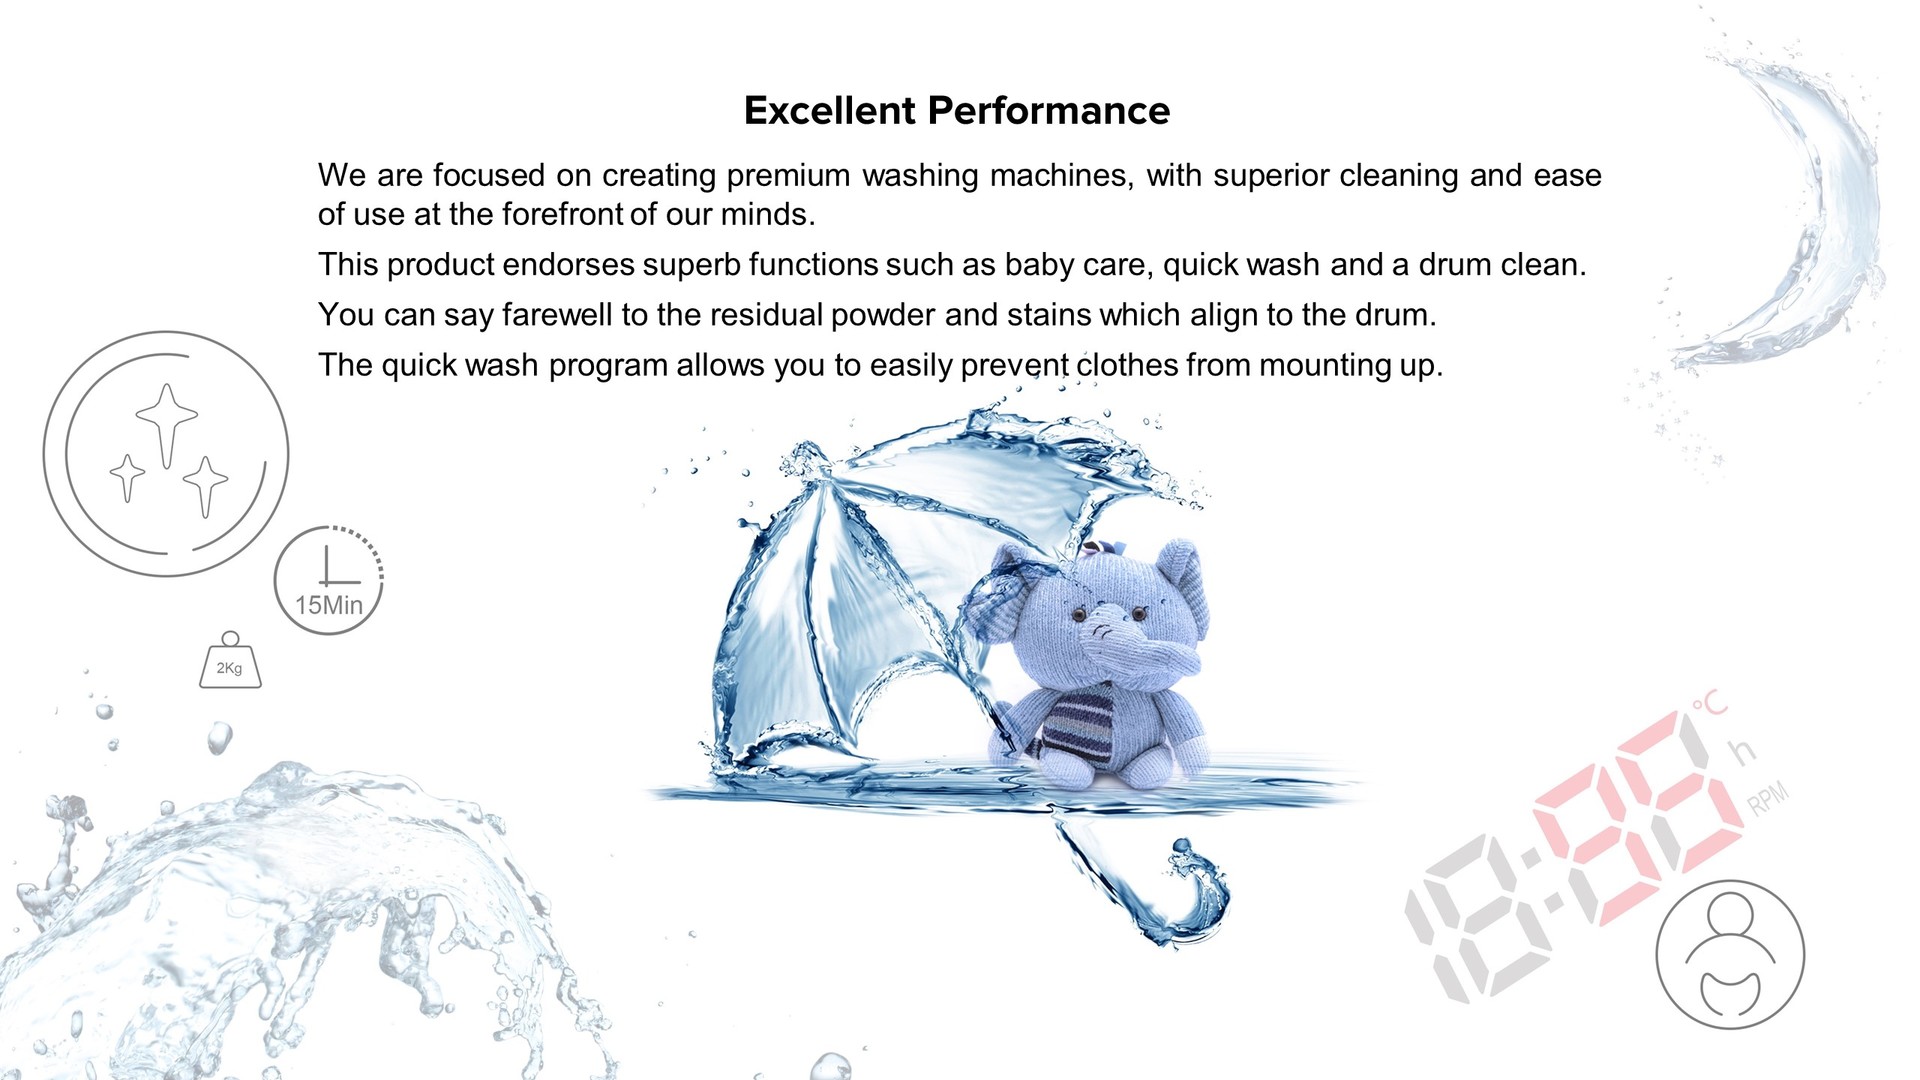 Excellent Performance
We are focused on creating premium washing machines, with superior cleaning and ease
of use at the forefront of our minds.
This product endorses superb functions such as baby care, quick wash and a drum clean.
You can say farewell to the residual powder and stains which align to the drum.
The quick wash program allows you to easily prevent clothes from mounting up.
15Min
2Kg
°C
h
RPM